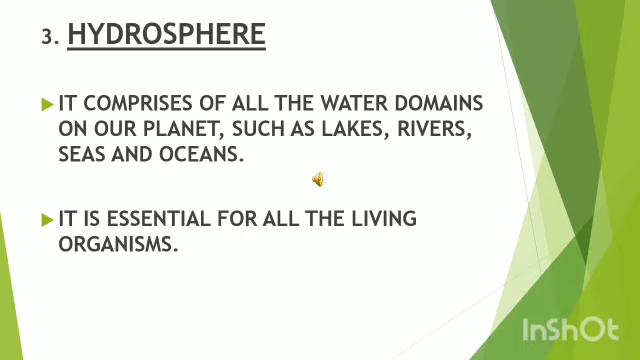 3. HYDROSPHERE
IT COMPRISES OF ALL THE WATER DOMAINS
ON OUR PLANET, SUCH AS LAKES, RIVERS,
SEAS AND OCEANS.
IT IS ESSENTIAL FOR ALL THE LIVING
ORGANISMS.
InShOt